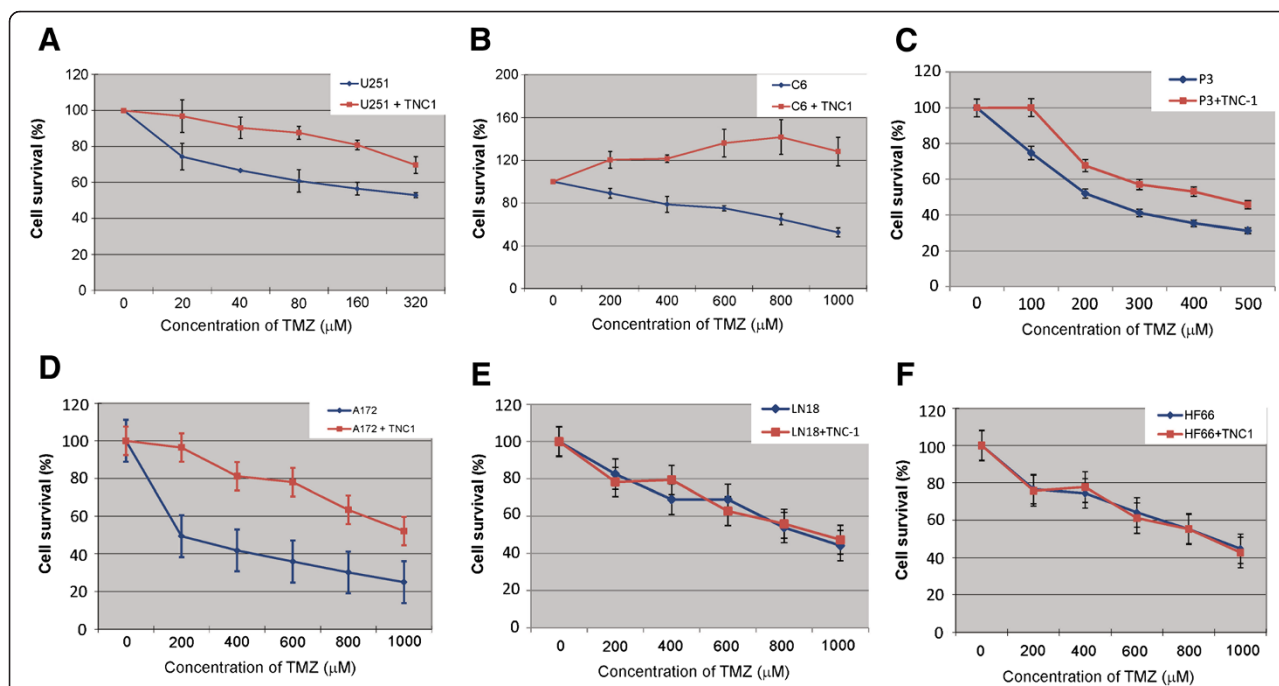 A
U251
U251 + TNC1
120
100
80
60
40
20
0
Cell survival (%)
0 20 40 80 160 320
Concentration of TMZ (μM)
B
C6
C6 + TNC1
200
160
120
80
40
0
Cell survival (%)
0 200 400 600 800 1000
Concentration of TMZ (μM)
C
P3
P3+TNC-1
120
100
80
60
40
20
0
Cell survival (%)
0 100 200 300 400 500
Concentration of TMZ (μM)
D
A172
A172 + TNC1
120
100
80
60
40
20
0
Cell survival (%)
0 200 400 600 800 1000
Concentration of TMZ (μM)
E
LN18
LN18+TNC-1
120
100
80
60
40
20
0
Cell survival (%)
0 200 400 600 800 1000
Concentration of TMZ (μM)
F
HF66
HF66+TNC1
120
100
80
60
40
20
0
Cell survival (%)
0 200 400 600 800 1000
Concentration of TMZ (μM)